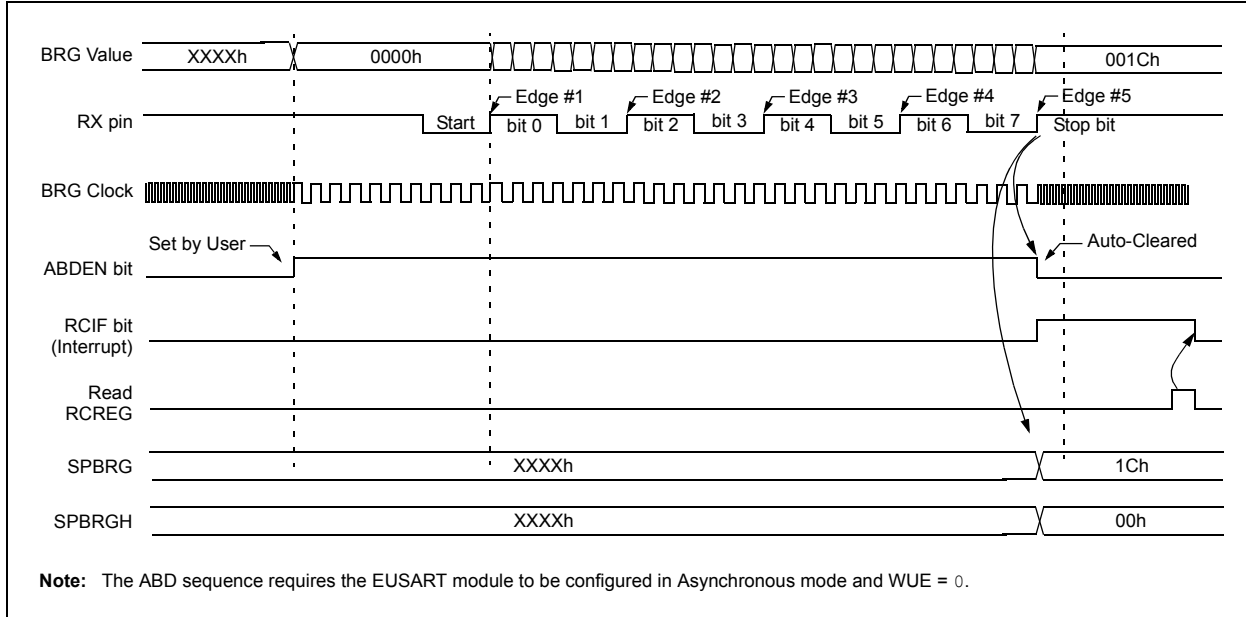 BRG Value XXXXh 0000h 001Ch
Edge #1 Edge #2 Edge #3 Edge #4 Edge #5
RX pin Start bit 0 bit 1 bit 2 bit 3 bit 4 bit 5 bit 6 bit 7 Stop bit
BRG Clock
Set by User Auto-Cleared
ABDEN bit
RCIF bit
(Interrupt)
Read
RCREG
SPBRG XXXXh 1Ch
SPBRGH XXXXh 00h
Note: The ABD sequence requires the EUSART module to be configured in Asynchronous mode and WUE = 0.